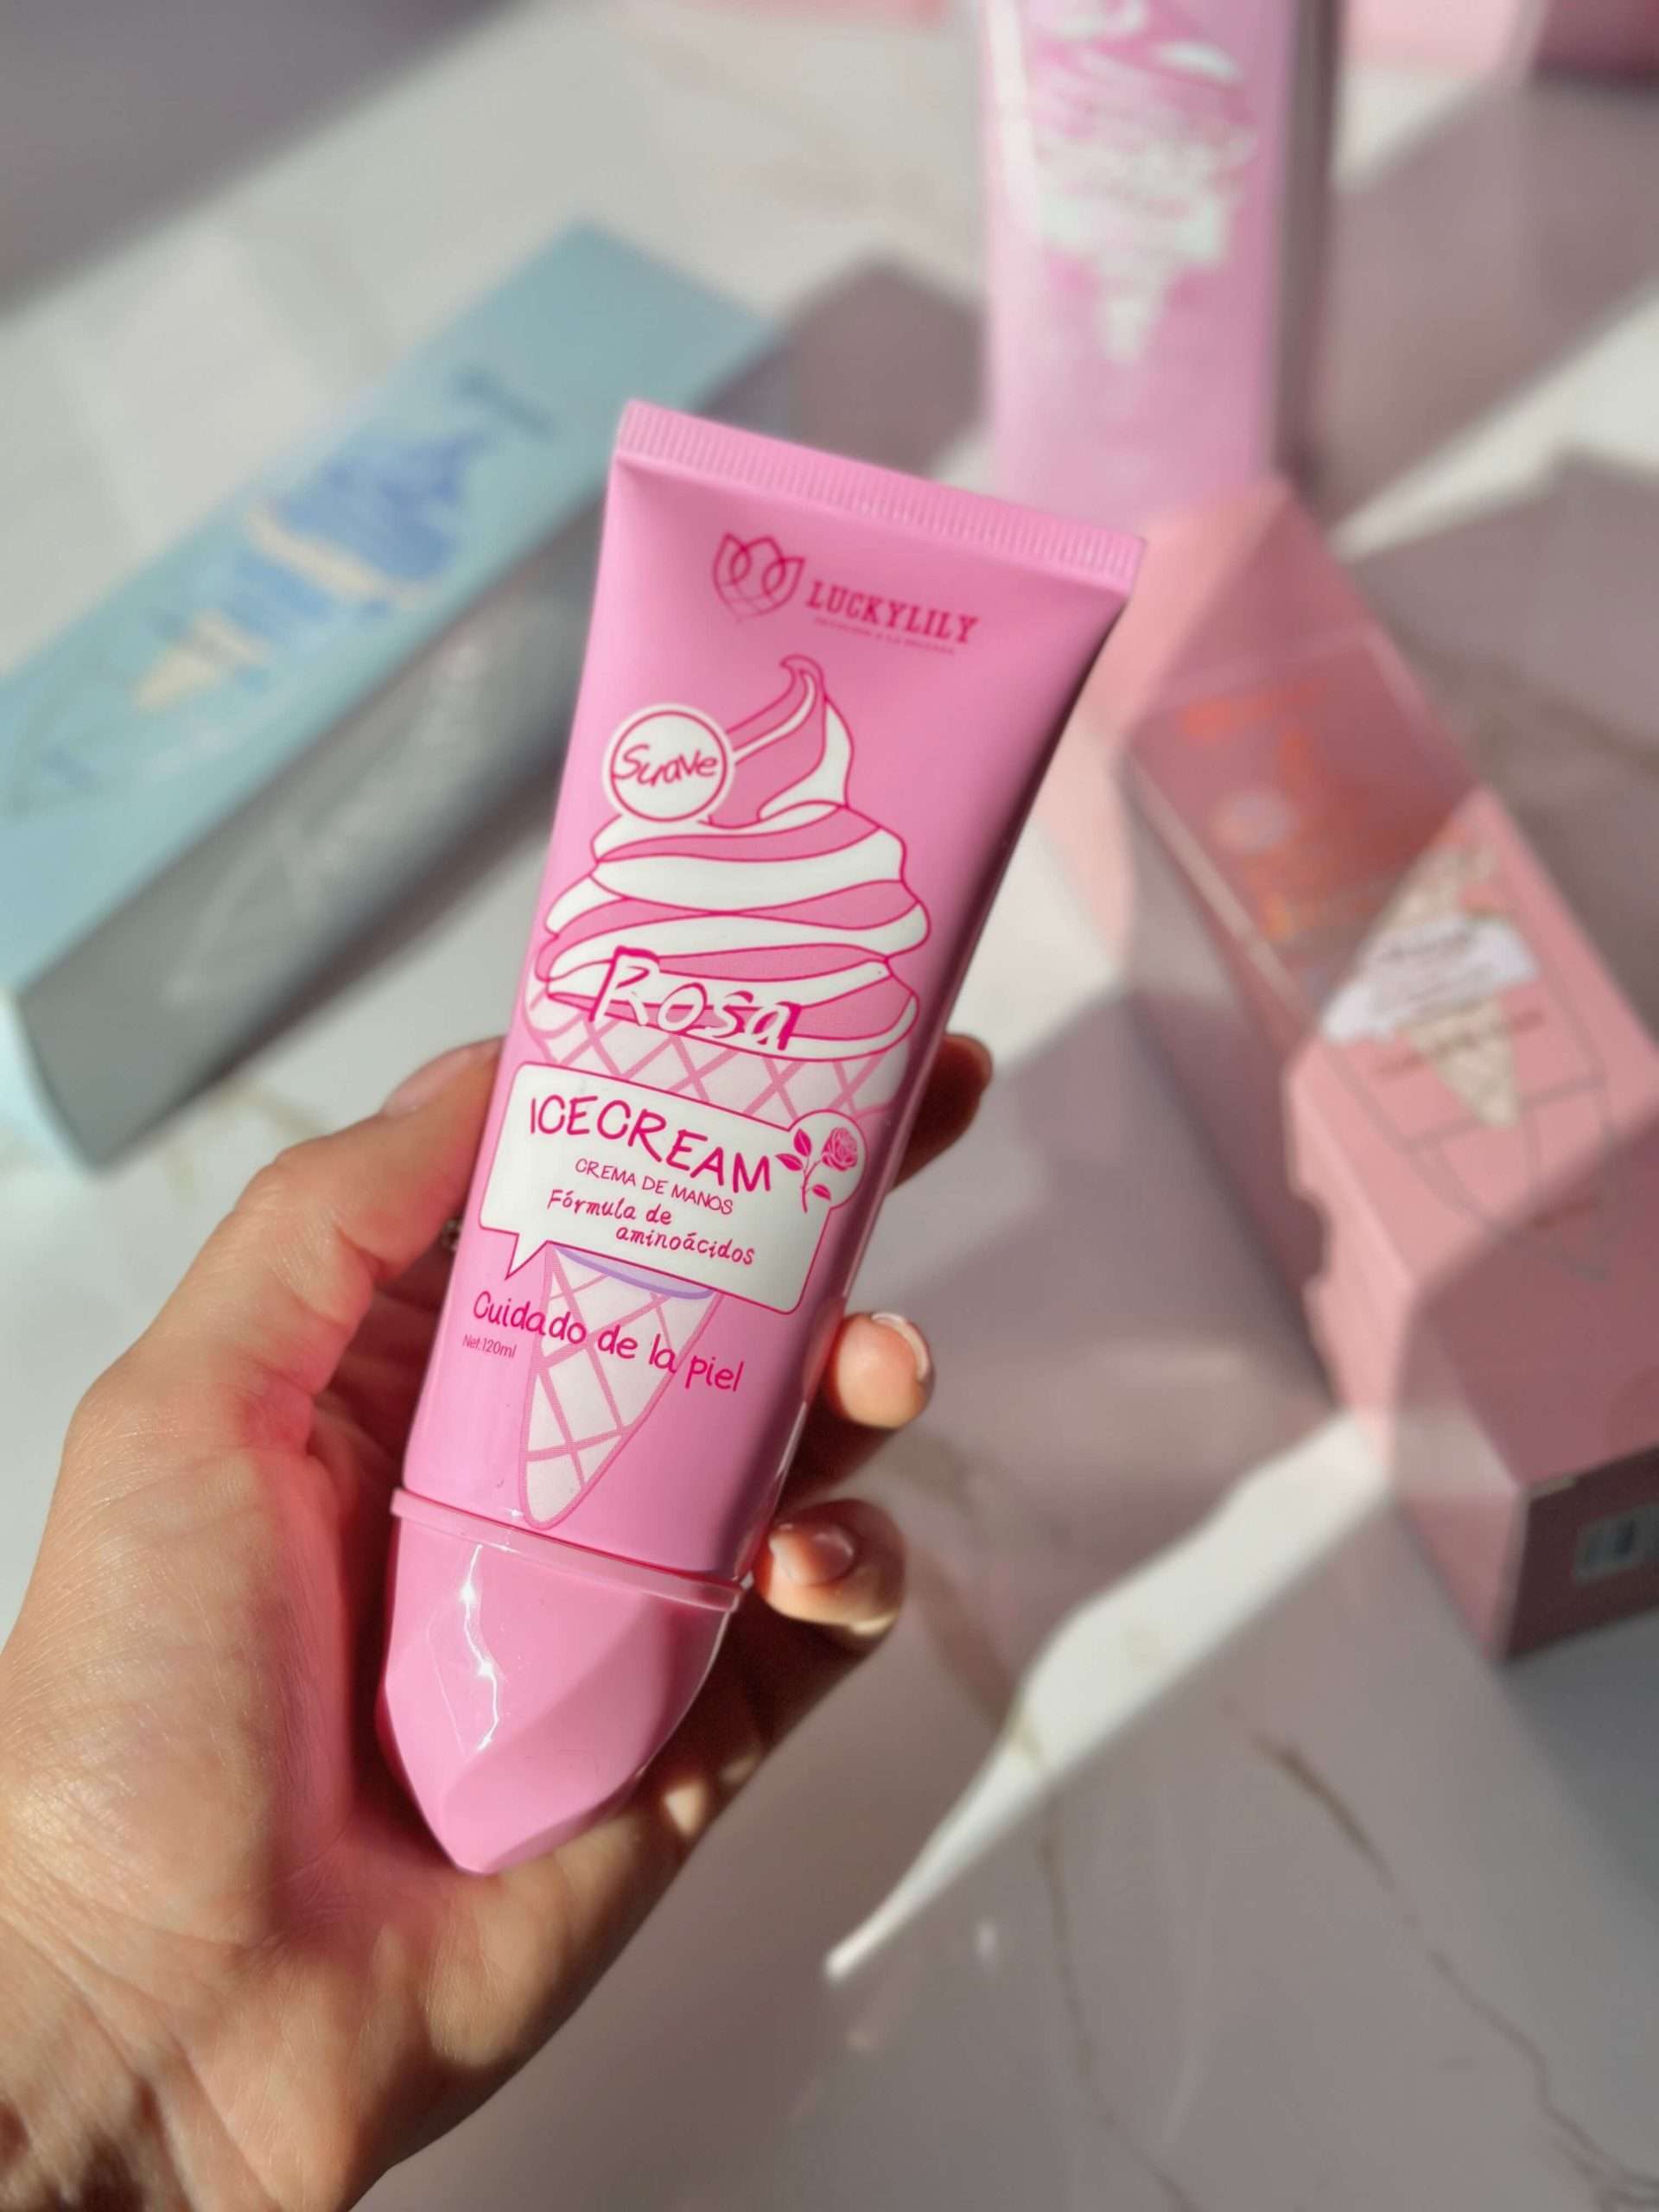 LUCKYLILY
Suave
Rosa
ICECREAM
CREMA DE MANOS
Fórmula de
aminoácidos
Cuidado de la piel
Net.120ml